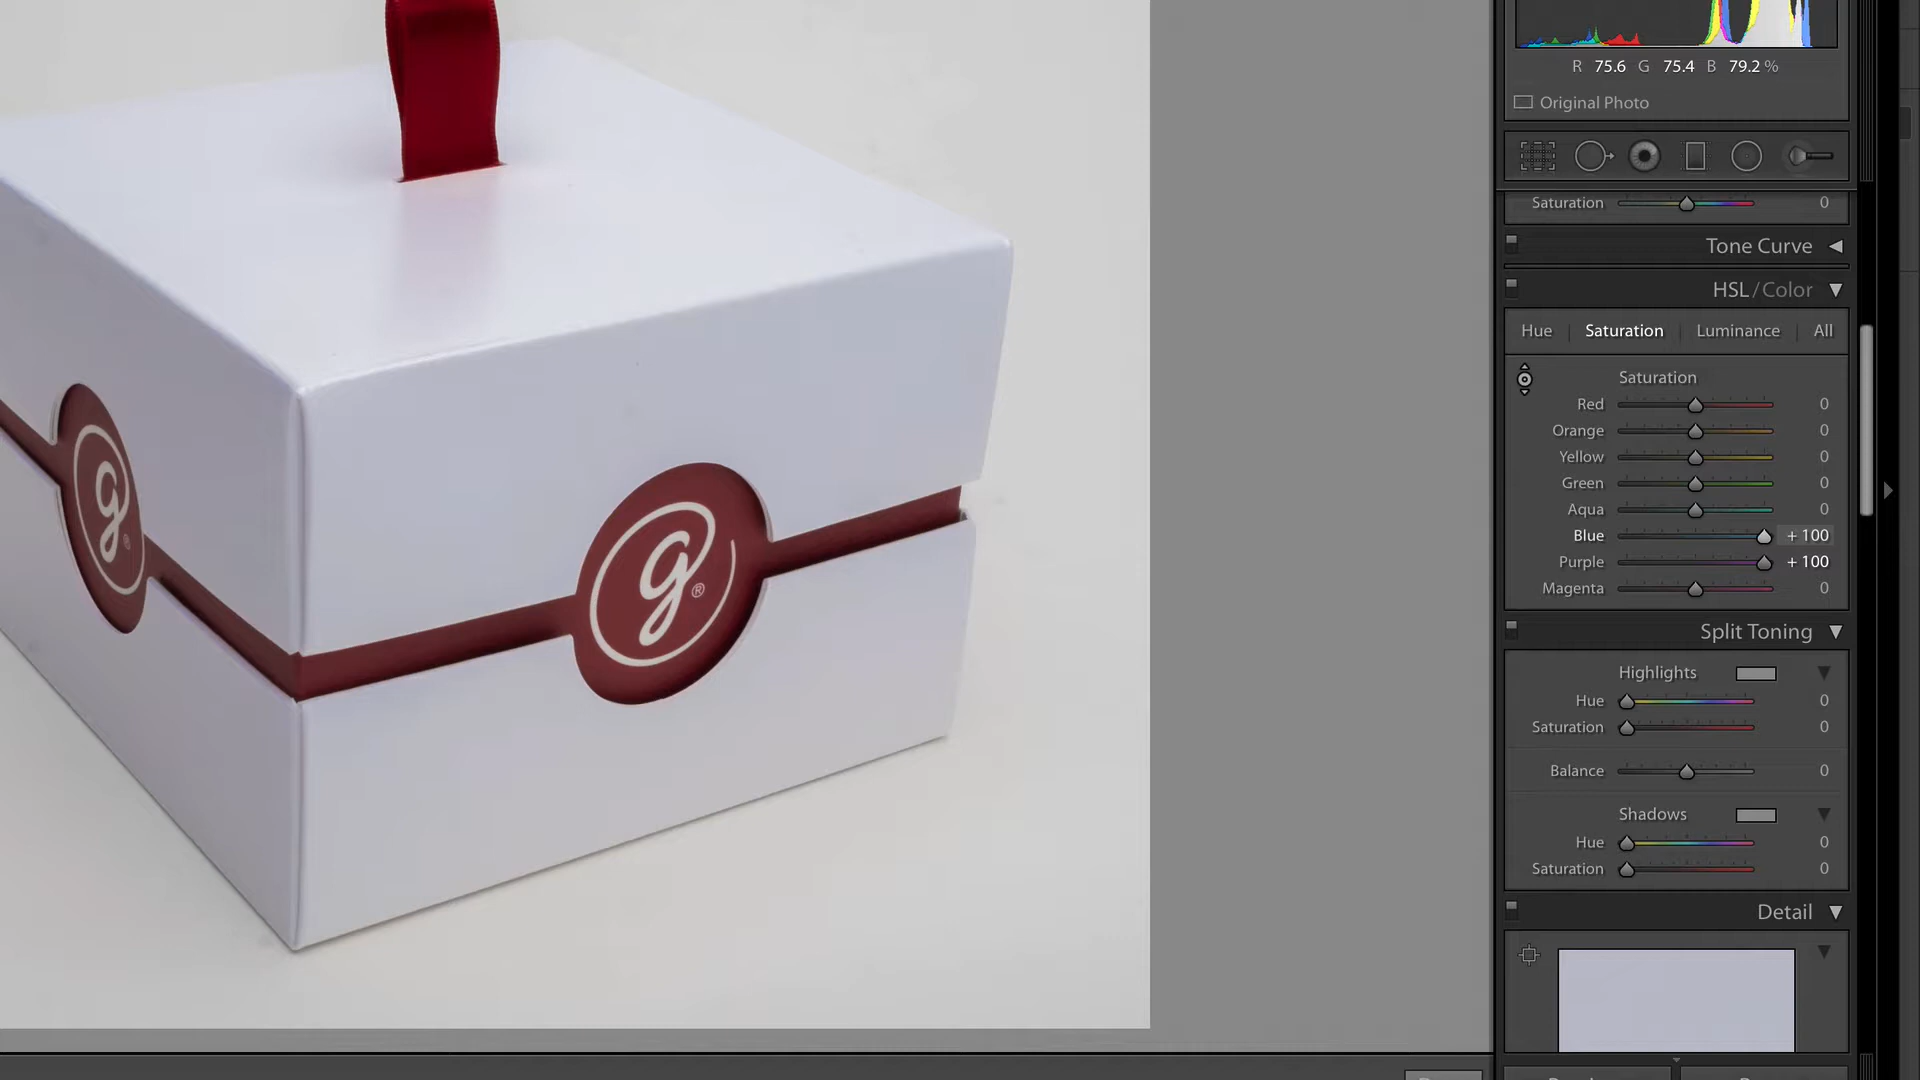 R 75.6 G 75.4 B 79.2 %
Original Photo
Saturation 0
Tone Curve
HSL / Color
Hue Saturation Luminance All
Saturation
Red 0
Orange 0
Yellow 0
Green 0
Aqua 0
Blue + 100
Purple + 100
Magenta 0
Split Toning
Highlights
Hue 0
Saturation 0
Balance 0
Shadows
Hue 0
Saturation 0
Detail
g ®
g ®